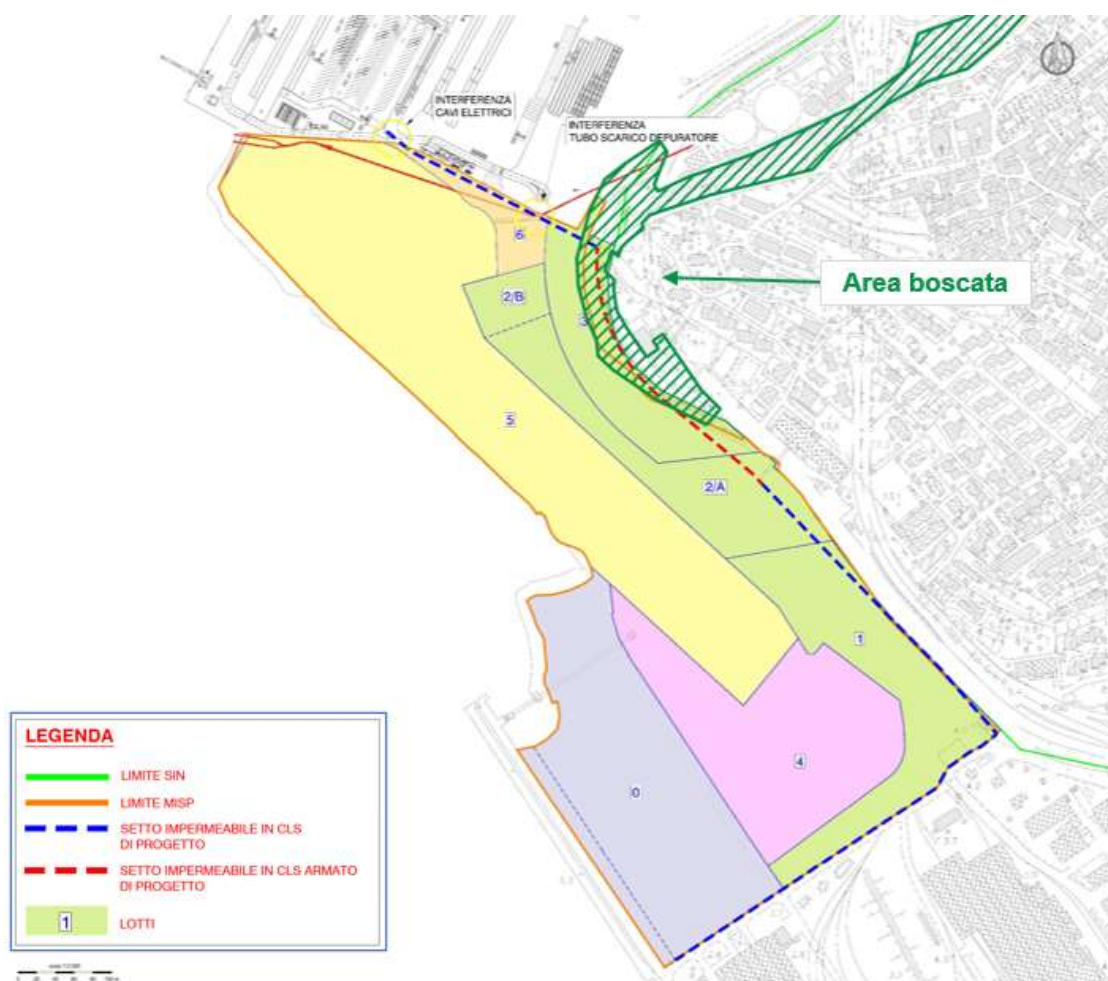 INTERFERENZA
CAVI ELETTRICI
INTERFERENZA
TUBO SCARICO DEPURATORE
6
2/B
Area boscata
5
2/A
1
4
0
LEGENDA
LIMITE SIN
LIMITE MISP
SETTO IMPERMEABILE IN CLS
DI PROGETTO
SETTO IMPERMEABILE IN CLS ARMATO
DI PROGETTO
1
LOTTI